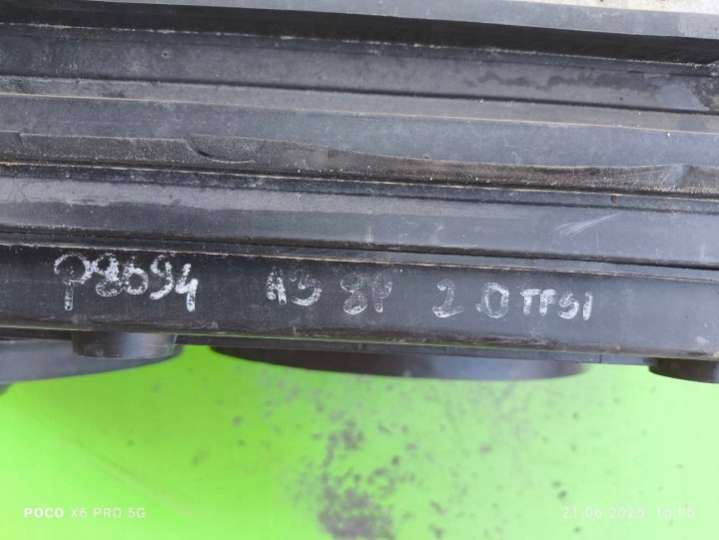 P8694 A3 8P 2.0 TFSI
POCO X6 PRO 5G